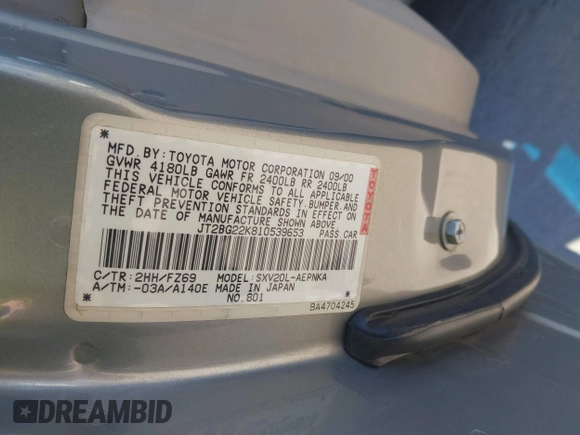 MFD.BY:TOYOTA MOTOR CORPORATION 09/00
GVWR 4180LB GAWR FR 2400LB RR 2400LB
THIS VEHICLE CONFORMS TO ALL APPLICABLE
FEDERAL MOTOR VEHICLE SAFETY,BUMPER,AND
THEFT PREVENTION STANDARDS IN EFFECT ON
THE DATE OF MANUFACTURE SHOWN ABOVE.
JT2BG22K810539653 PASS.CAR
C/TR:2HH/FZ69 MODEL:SXV20L-AEPNKA
A/TM:-03A/A140E MADE IN JAPAN
NO.801
BA4704245
TOYOTA
DREAMBID